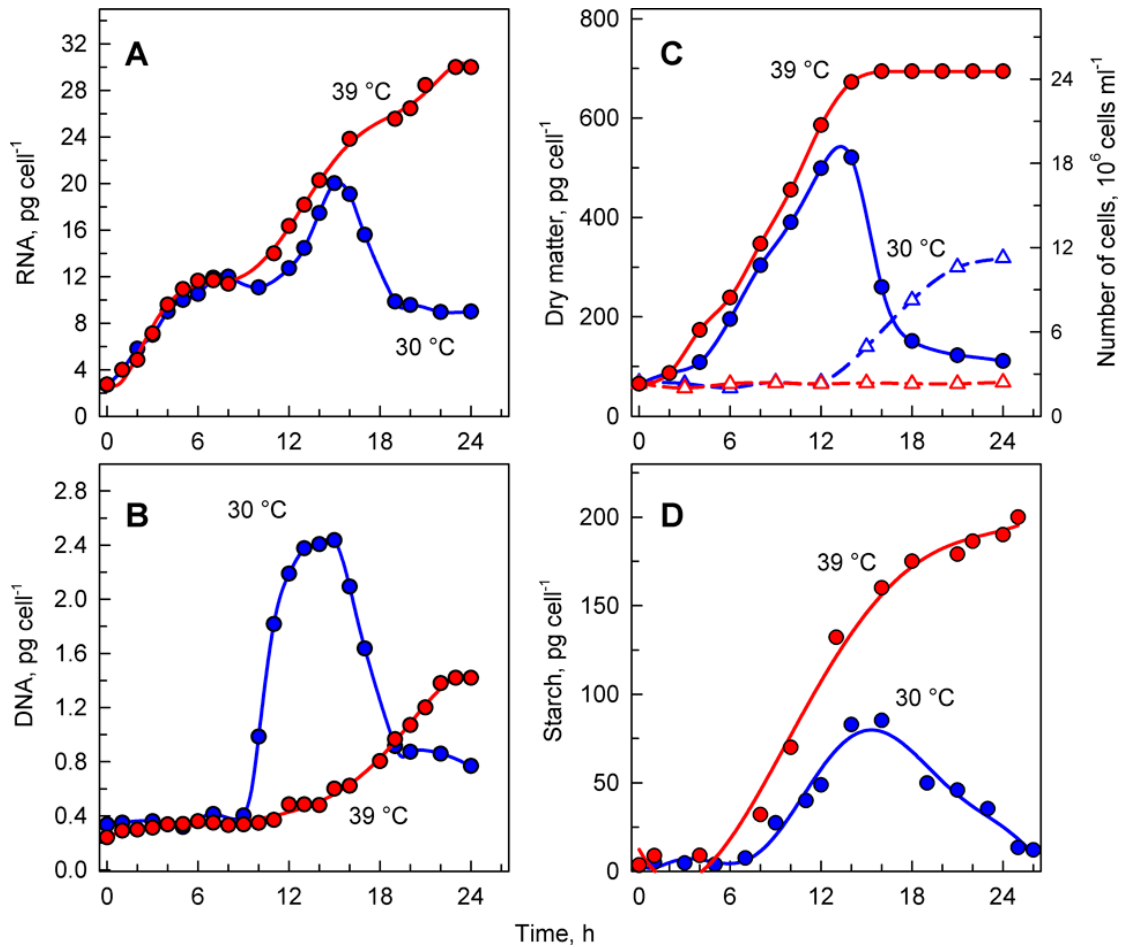 A
RNA, pg cell⁻¹
32
28
24
20
16
12
8
4
0
39 °C
30 °C
0 6 12 18 24
C
Dry matter, pg cell⁻¹
800
600
400
200
0
39 °C
30 °C
Number of cells, 10⁶ cells ml⁻¹
24
18
12
6
0
0 6 12 18 24
B
DNA, pg cell⁻¹
2.8
2.4
2.0
1.6
1.2
0.8
0.4
0.0
30 °C
39 °C
0 6 12 18 24
D
Starch, pg cell⁻¹
200
150
100
50
0
39 °C
30 °C
0 6 12 18 24
Time, h